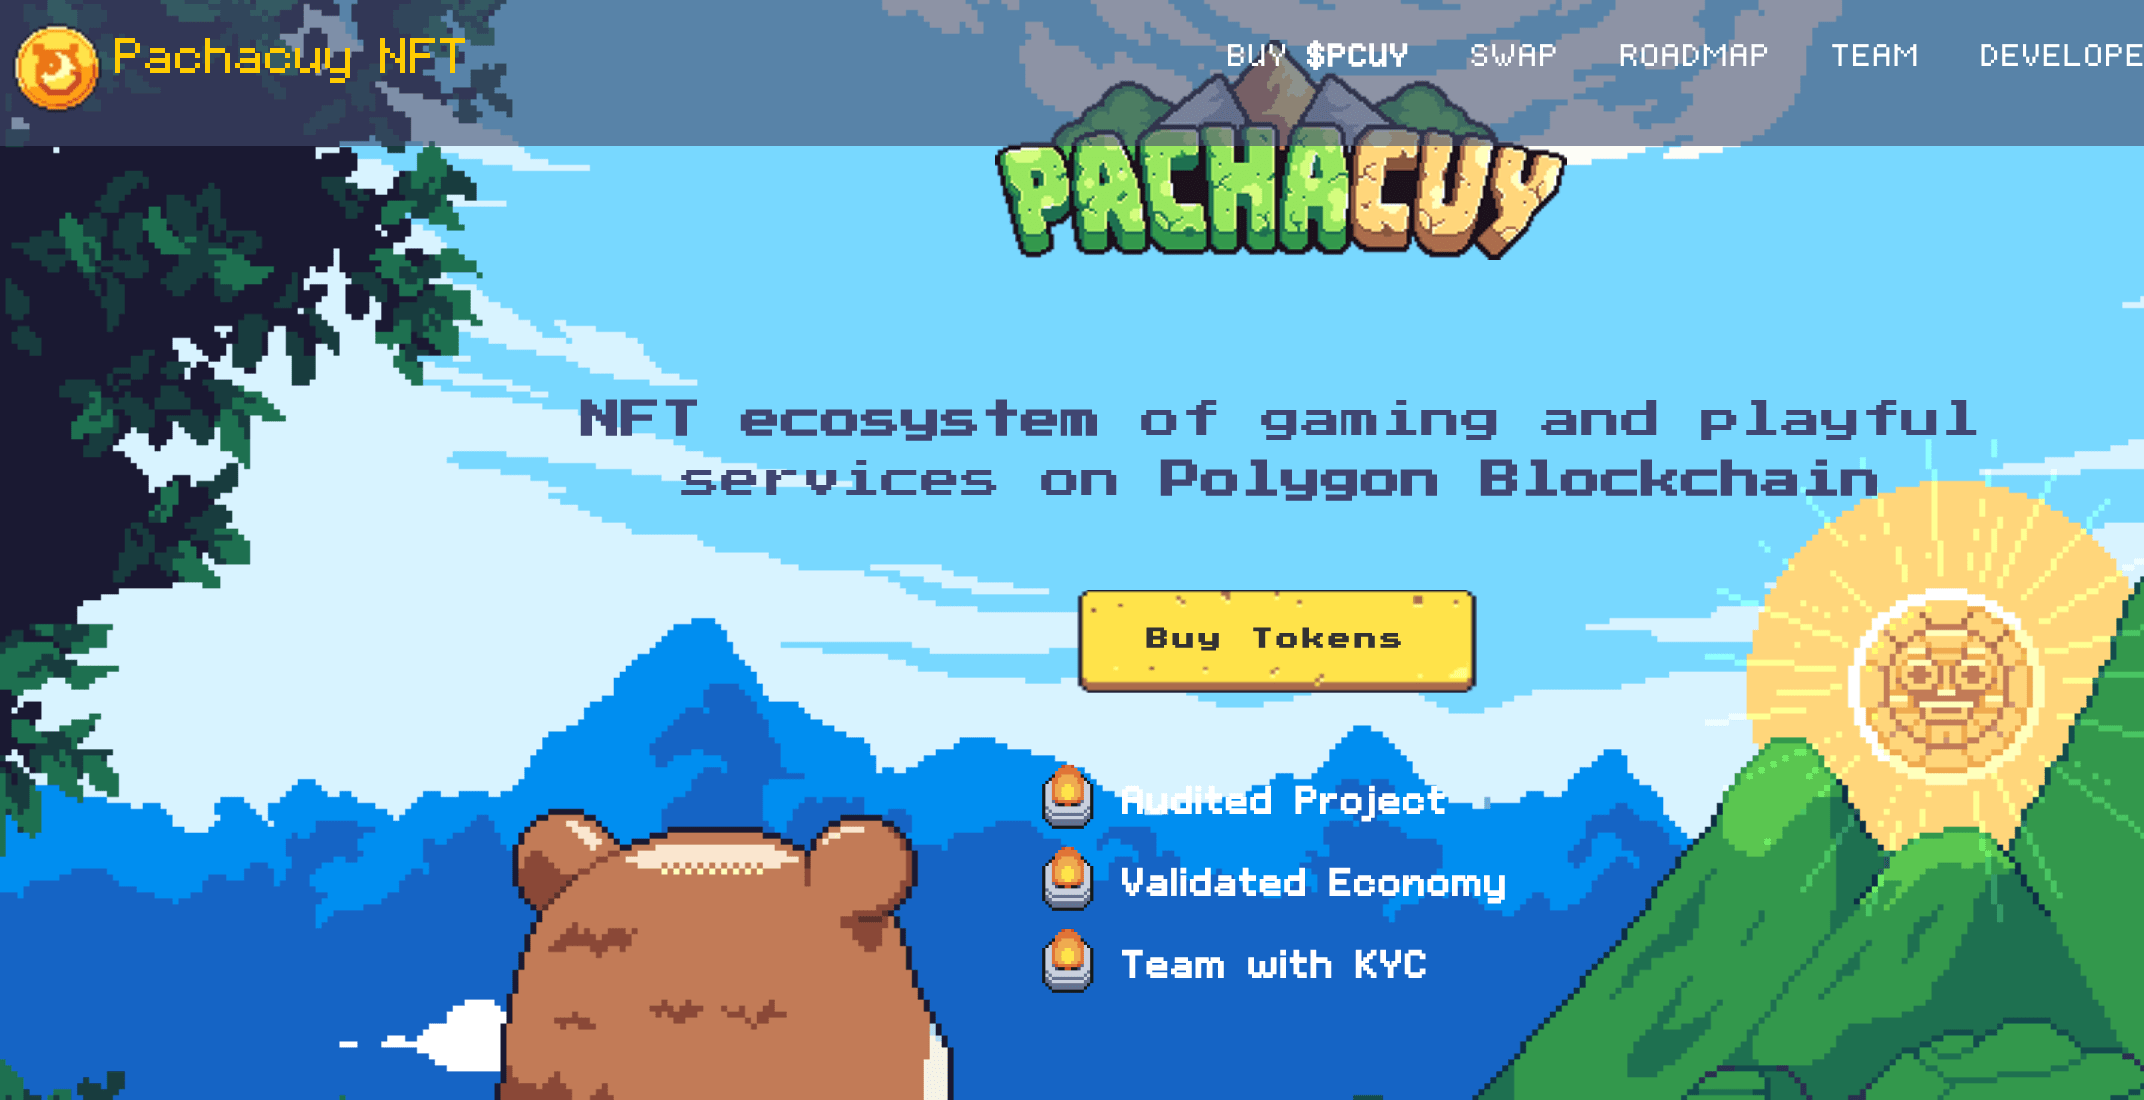 Pachacuy NFT
BUY $PCUY SWAP ROADMAP TEAM DEVELOPE
PACHACUY
NFT ecosystem of gaming and playful
services on Polygon Blockchain
Buy Tokens
Audited Project
Validated Economy
Team with KYC